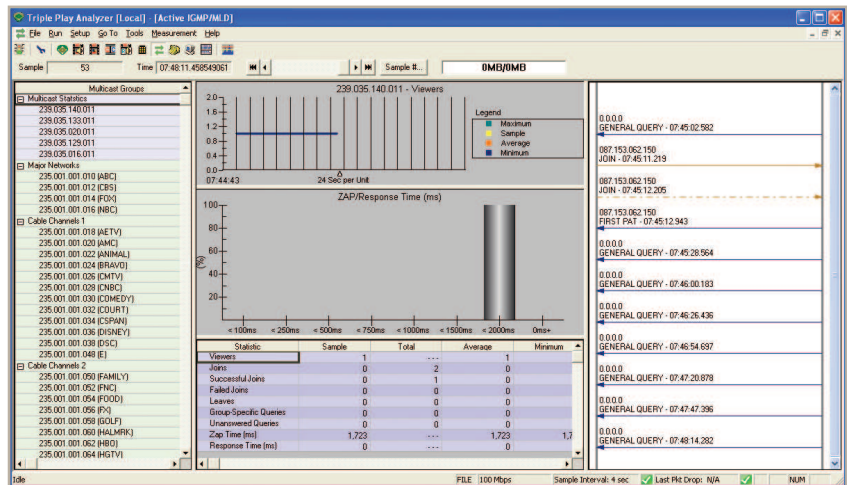 Triple Play Analyzer [Local] - [Active IGMP/MLD]
File Run Setup Go To Tools Measurement Help
Sample 53 Time 07:48:11.458549061 Sample #... 0MB/0MB
Multicast Groups
Multicast Statistics
239.035.140.011
239.035.133.011
239.035.020.011
239.035.129.011
239.035.016.011
Major Networks
235.001.001.010 (ABC)
235.001.001.012 (CBS)
235.001.001.014 (FOX)
235.001.001.016 (NBC)
Cable Channels 1
235.001.001.018 (AETV)
235.001.001.020 (AMC)
235.001.001.022 (ANIMAL)
235.001.001.024 (BRAVO)
235.001.001.026 (CMTV)
235.001.001.028 (CNBC)
235.001.001.030 (COMEDY)
235.001.001.032 (COURT)
235.001.001.034 (CSPAN)
235.001.001.036 (DISNEY)
235.001.001.038 (DSC)
235.001.001.048 (E)
Cable Channels 2
235.001.001.050 (FAMILY)
235.001.001.052 (FNC)
235.001.001.054 (FOOD)
235.001.001.056 (FX)
235.001.001.058 (GOLF)
235.001.001.060 (HALMRK)
235.001.001.062 (HBO)
235.001.001.064 (HGTV)
239.035.140.011 - Viewers
2.0
1.6
1.2
0.8
0.4
0.0
07:44:43
24 Sec per Unit
Legend
Maximum
Sample
Average
Minimum
ZAP/Response Time (ms)
(%)
100
80
60
40
20
< 100ms < 250ms < 500ms < 750ms < 1000ms < 1500ms < 2000ms 0ms+
Statistic Sample Total Average Minimum
Viewers 1 --- 1
Joins 0 2 0
Successful Joins 0 1 0
Failed Joins 0 0 0
Leaves 0 0 0
Group-Specific Queries 0 0 0
Unanswered Queries 0 0 0
Zap Time (ms) 1,723 --- 1,723 1,7
Response Time (ms) 0 --- 0
0.0.0.0
GENERAL QUERY - 07:45:02.582
087.153.062.150
JOIN - 07:45:11.219
087.153.062.150
JOIN - 07:45:12.205
087.153.062.150
FIRST PAT - 07:45:12.943
0.0.0.0
GENERAL QUERY - 07:45:28.564
0.0.0.0
GENERAL QUERY - 07:46:00.183
0.0.0.0
GENERAL QUERY - 07:46:26.436
0.0.0.0
GENERAL QUERY - 07:46:54.697
0.0.0.0
GENERAL QUERY - 07:47:20.878
0.0.0.0
GENERAL QUERY - 07:47:47.396
0.0.0.0
GENERAL QUERY - 07:48:14.282
Idle FILE 100 Mbps Sample Interval: 4 sec Last Pkt Drop: N/A NUM